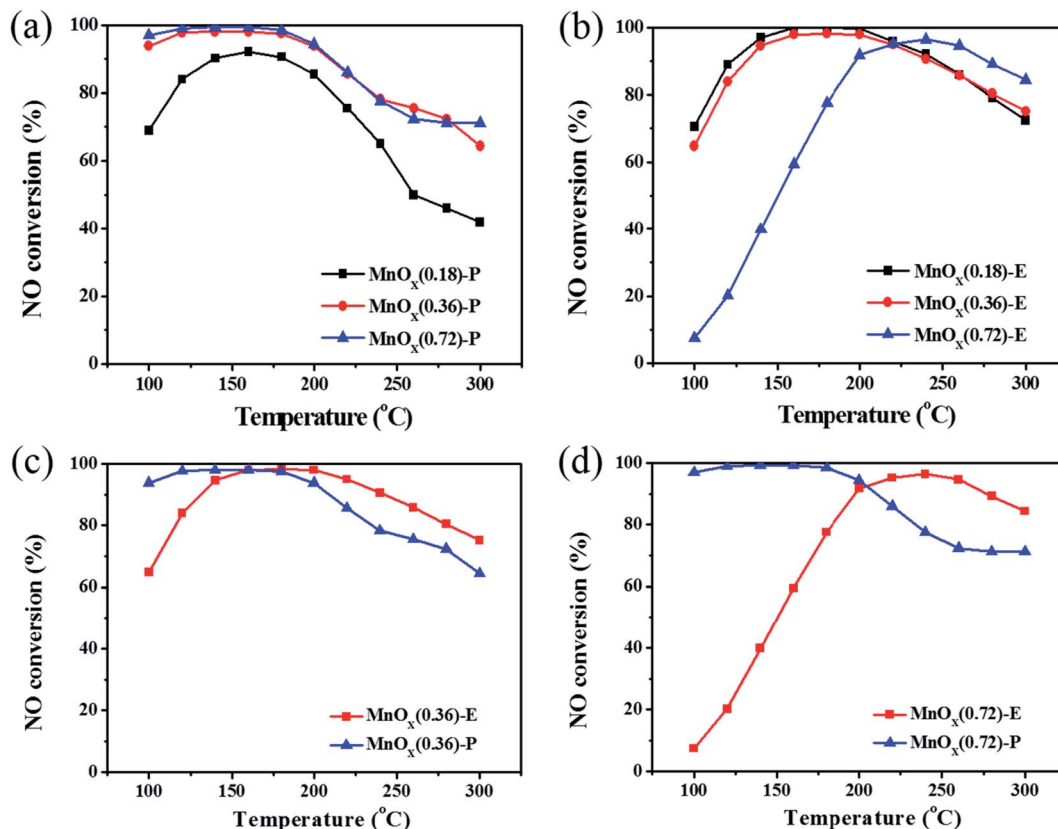 (a)
NO conversion (%)
100
80
60
40
20
0
MnOₓ(0.18)-P
MnOₓ(0.36)-P
MnOₓ(0.72)-P
100 150 200 250 300
Temperature (°C)
(b)
NO conversion (%)
100
80
60
40
20
0
MnOₓ(0.18)-E
MnOₓ(0.36)-E
MnOₓ(0.72)-E
100 150 200 250 300
Temperature (°C)
(c)
NO conversion (%)
100
80
60
40
20
0
MnOₓ(0.36)-E
MnOₓ(0.36)-P
100 150 200 250 300
Temperature (°C)
(d)
NO conversion (%)
100
80
60
40
20
0
MnOₓ(0.72)-E
MnOₓ(0.72)-P
100 150 200 250 300
Temperature (°C)